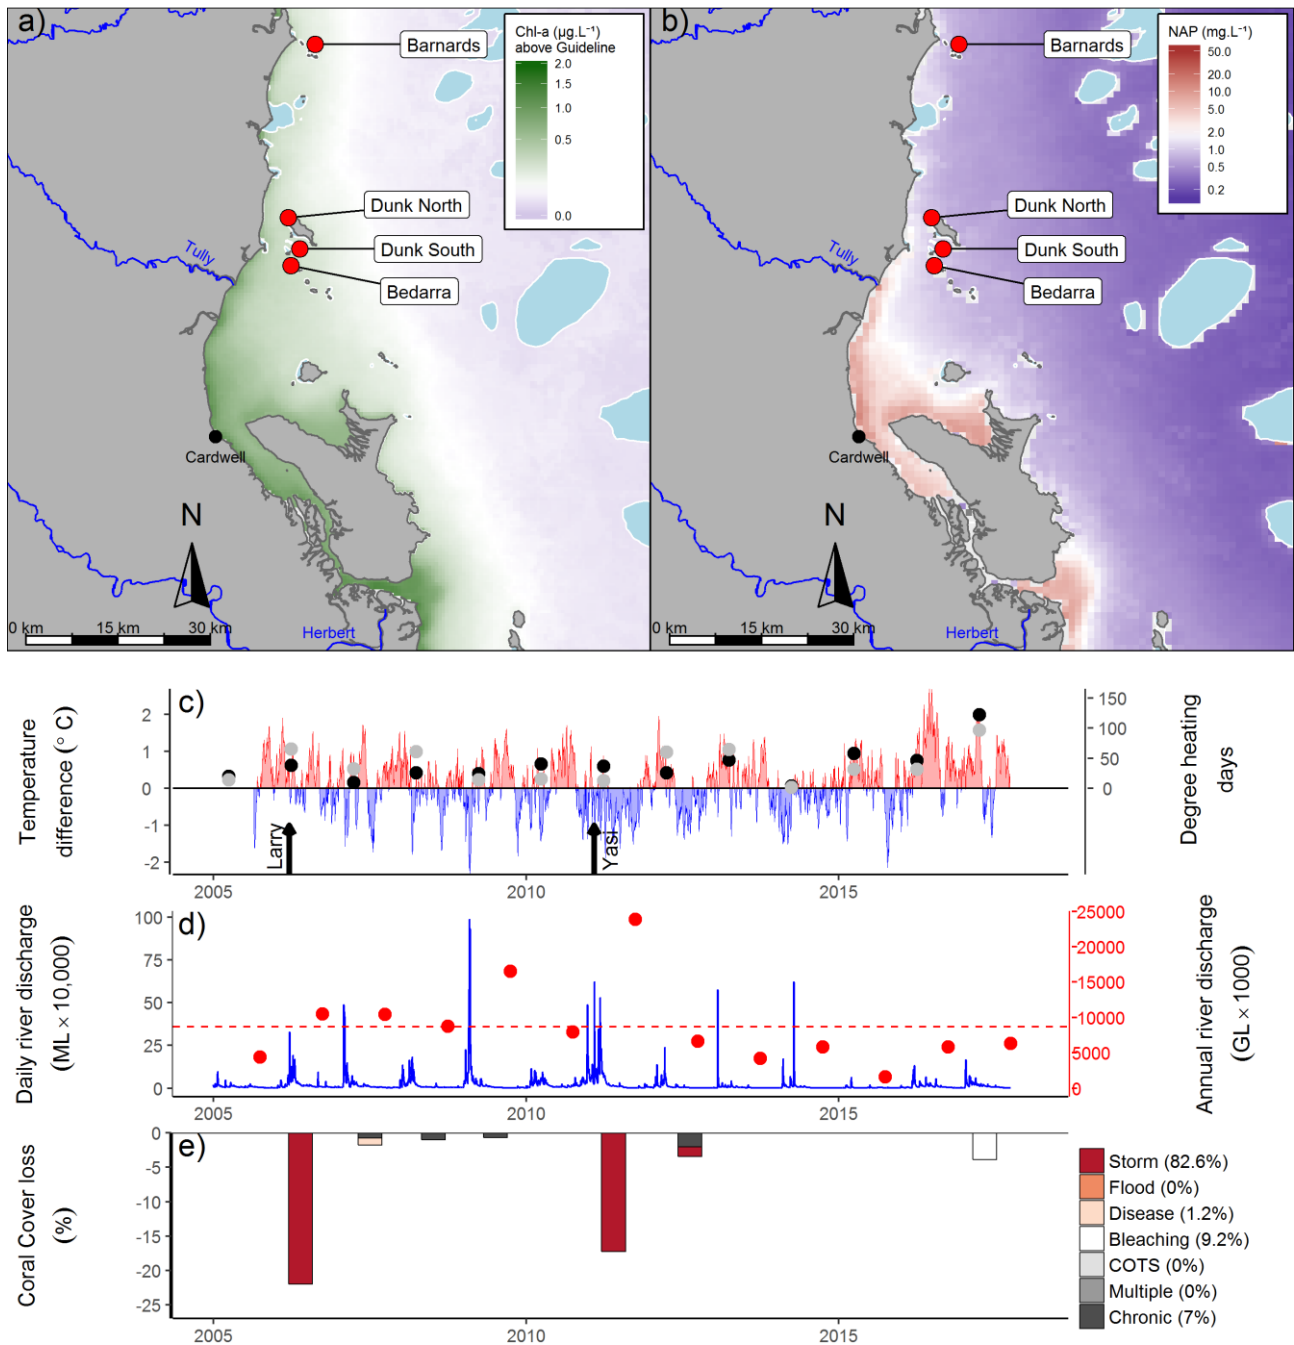 a)
Chl-a (µg.L⁻¹)
above Guideline
2.0
1.5
1.0
0.5
0.0
Barnards
Dunk North
Dunk South
Bedarra
Tully
Cardwell
N
0 km 15 km 30 km
Herbert
b)
NAP (mg.L⁻¹)
50.0
20.0
10.0
5.0
2.0
1.0
0.5
0.2
Barnards
Dunk North
Dunk South
Bedarra
Tully
Cardwell
N
0 km 15 km 30 km
Herbert
c)
Temperature
difference (° C)
2
1
0
-1
-2
Larry
Yasi
150
100
50
0
Degree heating
days
2005 2010 2015
d)
Daily river discharge
(ML × 10,000)
100
75
50
25
0
25000
20000
15000
10000
5000
0
Annual river discharge
(GL × 1000)
2005 2010 2015
e)
Coral Cover loss
(%)
0
-5
-10
-15
-20
-25
2005 2010 2015
Storm (82.6%)
Flood (0%)
Disease (1.2%)
Bleaching (9.2%)
COTS (0%)
Multiple (0%)
Chronic (7%)